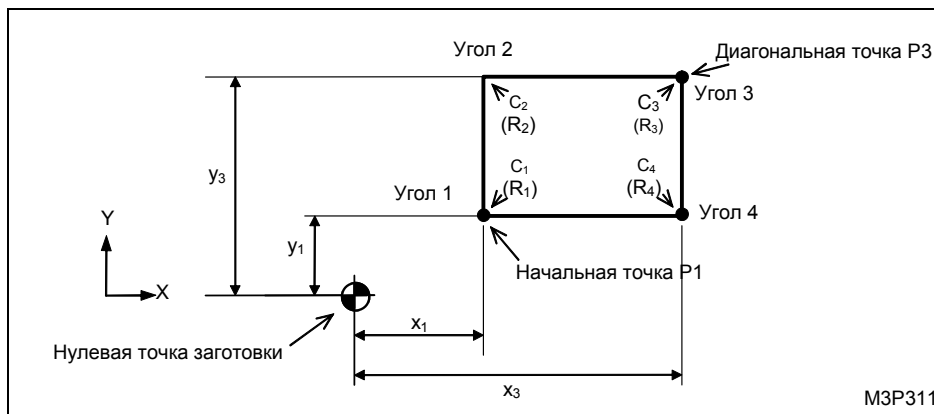 Угол 2
Диагональная точка P3
C2
(R2)
C3
(R3)
Угол 3
y3
Угол 1
C1
(R1)
C4
(R4)
Угол 4
Y
y1
Начальная точка P1
X
x1
Нулевая точка заготовки
x3
M3P311